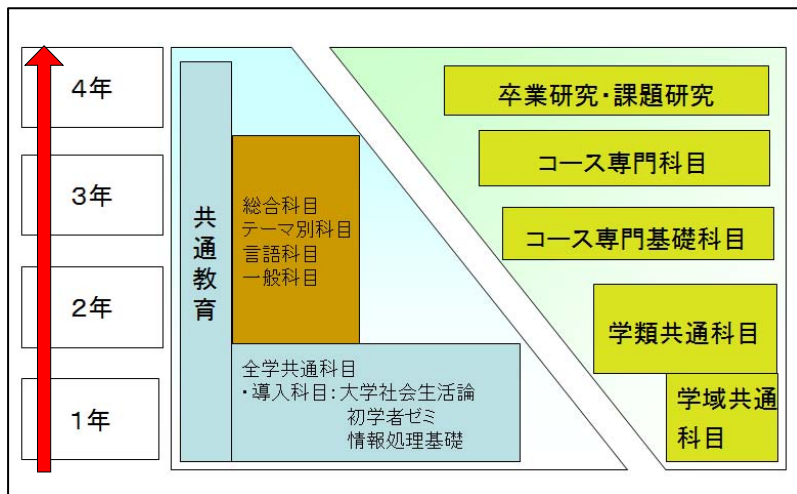 4年
3年
2年
1年
共通教育
総合科目
テーマ別科目
言語科目
一般科目
全学共通科目
・導入科目：大学社会生活論
初学者ゼミ
情報処理基礎
卒業研究・課題研究
コース専門科目
コース専門基礎科目
学類共通科目
学域共通
科目